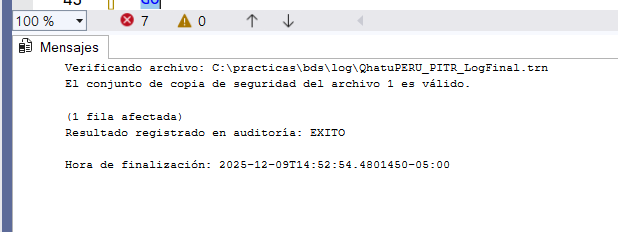 45 GO
100 % 7 0
Mensajes
Verificando archivo: C:\practicas\bds\log\QhatuPERU_PITR_LogFinal.trn
El conjunto de copia de seguridad del archivo 1 es válido.
(1 fila afectada)
Resultado registrado en auditoría: EXITO
Hora de finalización: 2025-12-09T14:52:54.4801450-05:00